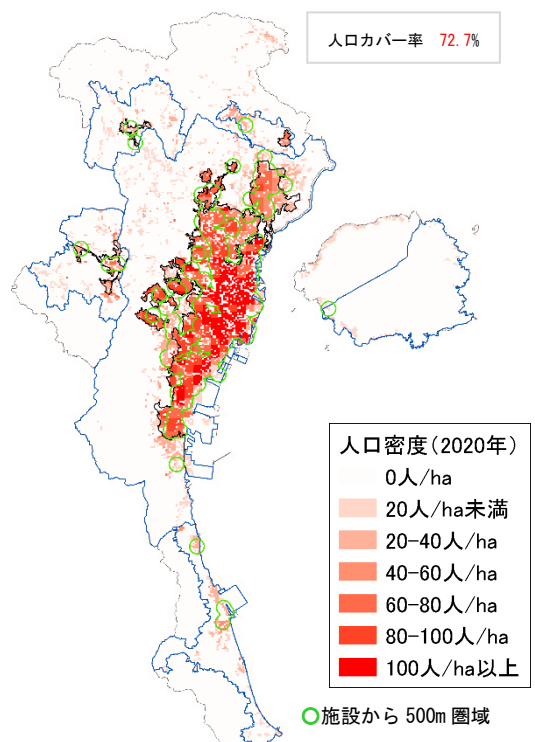 人口カバー率 72.7%
人口密度(2020年)
0人/ha
20人/ha未満
20-40人/ha
40-60人/ha
60-80人/ha
80-100人/ha
100人/ha以上
施設から500m圏域